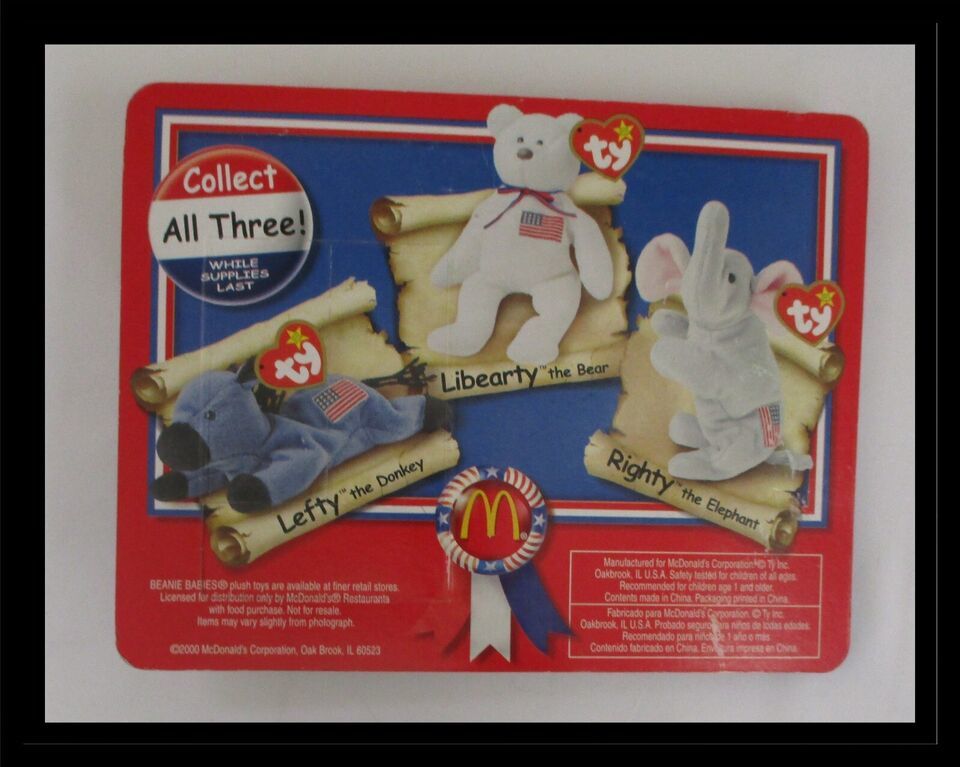 Collect
All Three!
WHILE
SUPPLIES
LAST
ty
ty
ty
Libearty™ the Bear
Lefty™ the Donkey
Righty™ the Elephant
M®
BEANIE BABIES® plush toys are available at finer retail stores.
Licensed for distribution only by McDonald's® Restaurants
with food purchase. Not for resale.
Items may vary slightly from photograph.
©2000 McDonald's Corporation, Oak Brook, IL 60523
Manufactured for McDonald's Corporation. © Ty Inc.
Oakbrook, IL U.S.A. Safety tested for children of all ages.
Recommended for children age 1 and older.
Contents made in China. Packaging printed in China.
Fabricado para McDonald's Corporation. © Ty Inc.
Oakbrook, IL U.S.A. Probado seguro para niños de todas edades.
Recomendado para niños de 1 año o más.
Contenido fabricado en China. Envoltura impresa en China.